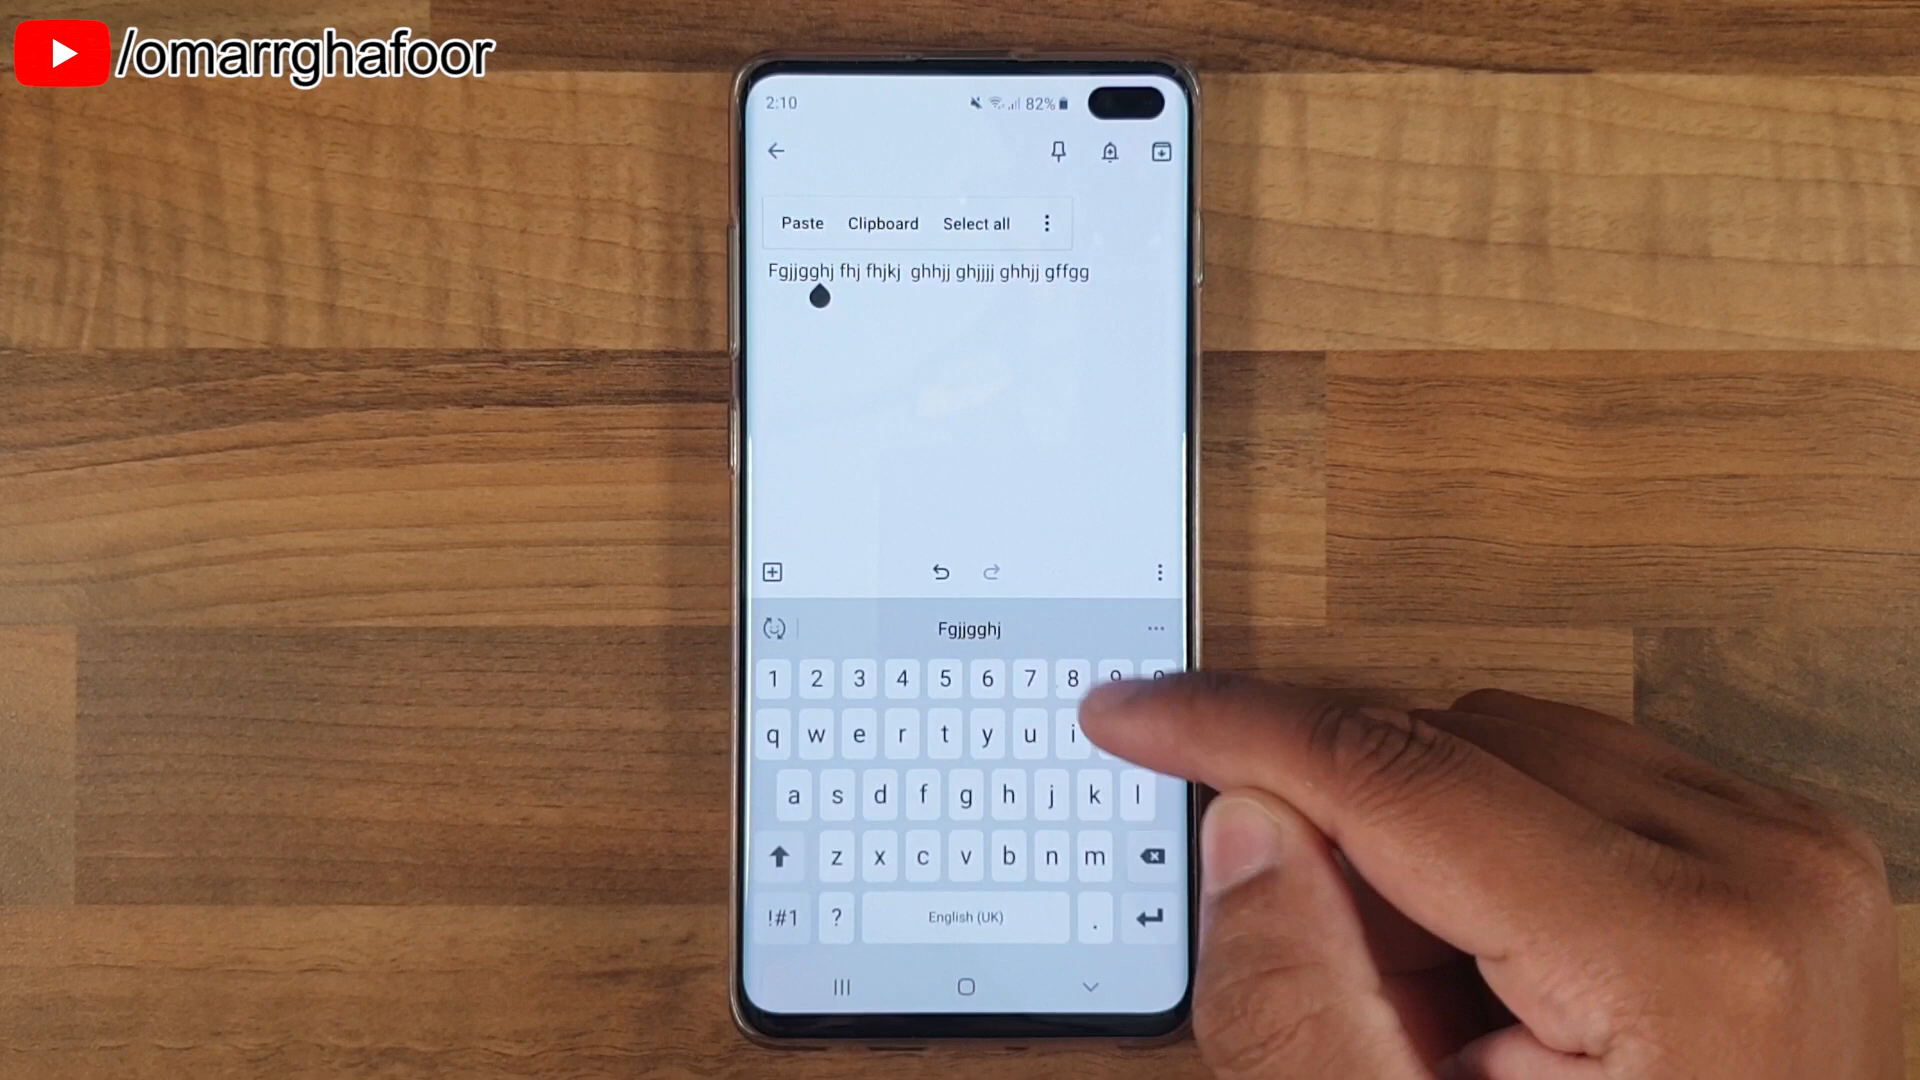 /omarrghafoor
2:10
82%
Paste Clipboard Select all
Fgjjgghj fhj fhjkj ghhjj ghjjjj ghhjj gffgg
Fgjjgghj
1 2 3 4 5 6 7 8
q w e r t y u i
a s d f g h j k l
z x c v b n m
!#1 ? English (UK) .